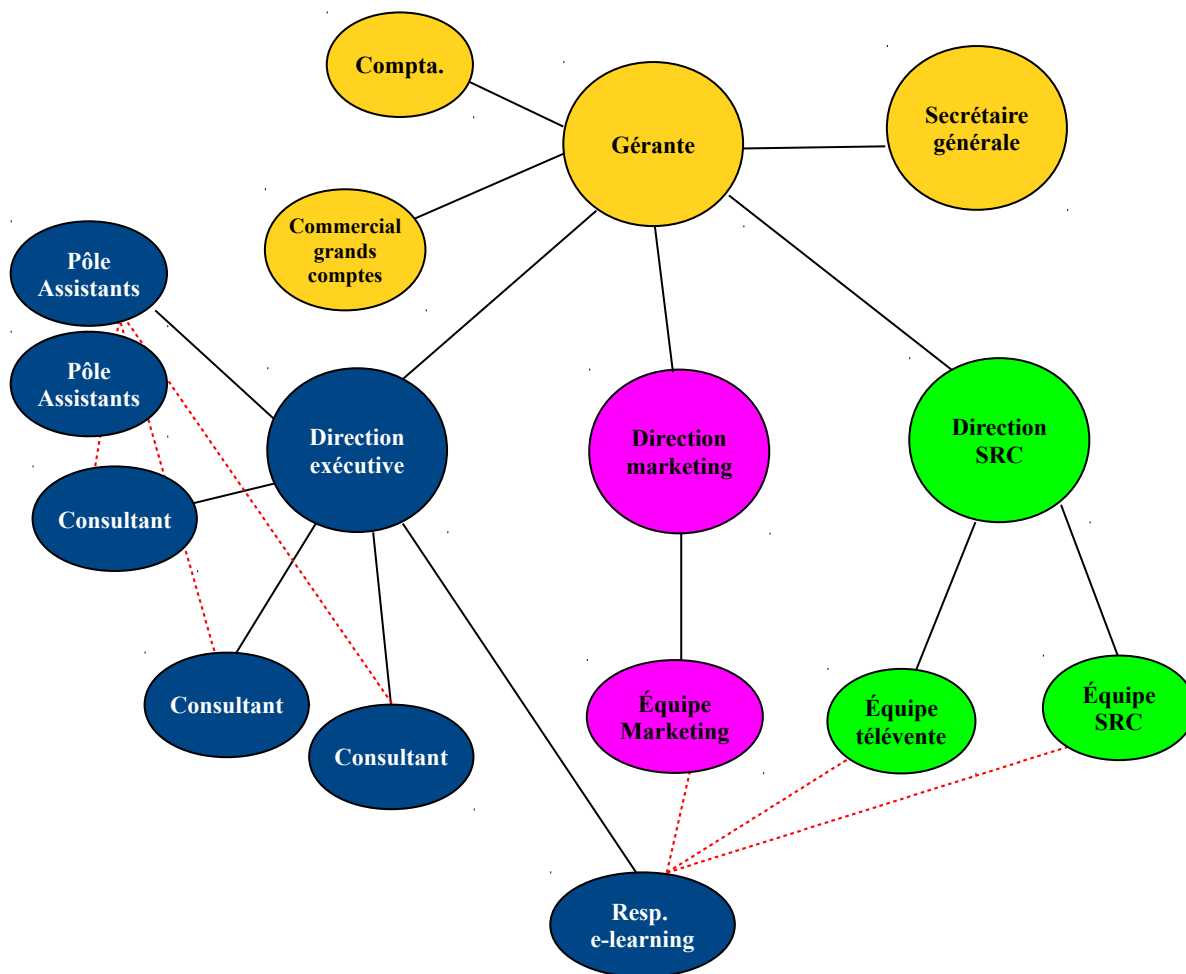 Compta.
Gérante
Secrétaire
générale
Commercial
grands
comptes
Pôle
Assistants
Pôle
Assistants
Direction
exécutive
Direction
marketing
Direction
SRC
Consultant
Consultant
Consultant
Équipe
Marketing
Équipe
télévente
Équipe
SRC
Resp.
e-learning